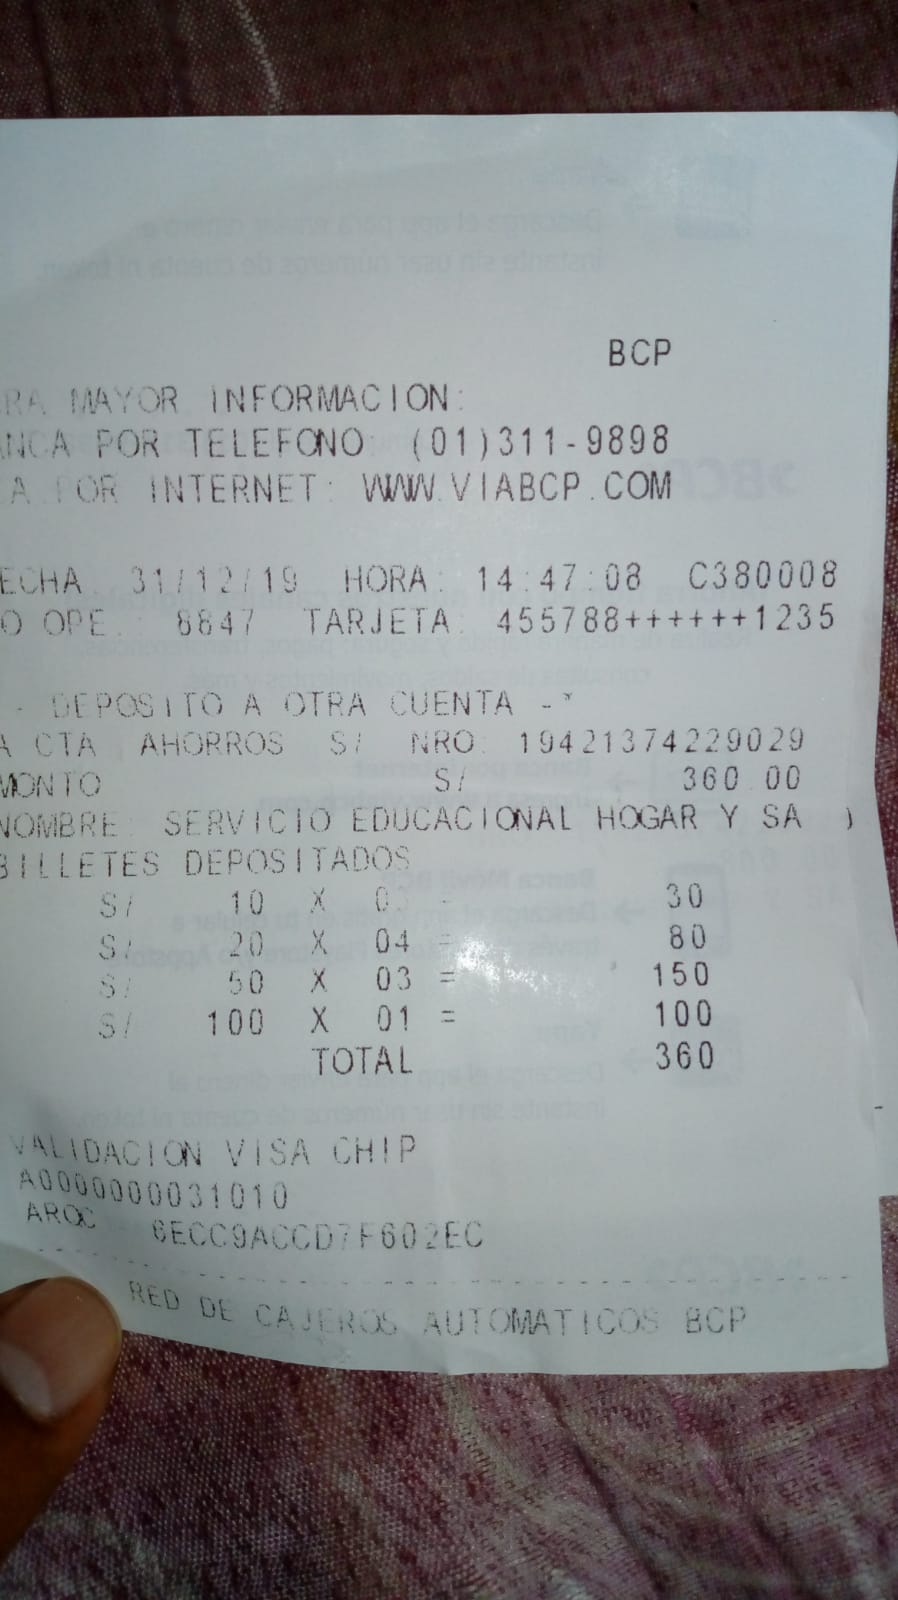 BCP
RA MAYOR INFORMACION:
ANCA POR TELEFONO (01)311-9898
A POR INTERNET: WWW.VIABCP.COM
ECHA 31/12/19 HORA: 14:47:08 C380008
O OPE.: 8847 TARJETA: 455788++++++1235
- DEPOSITO A OTRA CUENTA -*
A CTA AHORROS S/ NRO: 19421374229029
MONTO S/ 360.00
NOMBRE: SERVICIO EDUCACIONAL HOGAR Y SA )
BILLETES DEPOSITADOS
S/ 10 X 03 = 30
S/ 20 X 04 = 80
S/ 50 X 03 = 150
S/ 100 X 01 = 100
TOTAL 360
VALIDACION VISA CHIP
A0000000031010
ARQC 6ECC9ACCD7F602EC
RED DE CAJEROS AUTOMATICOS BCP